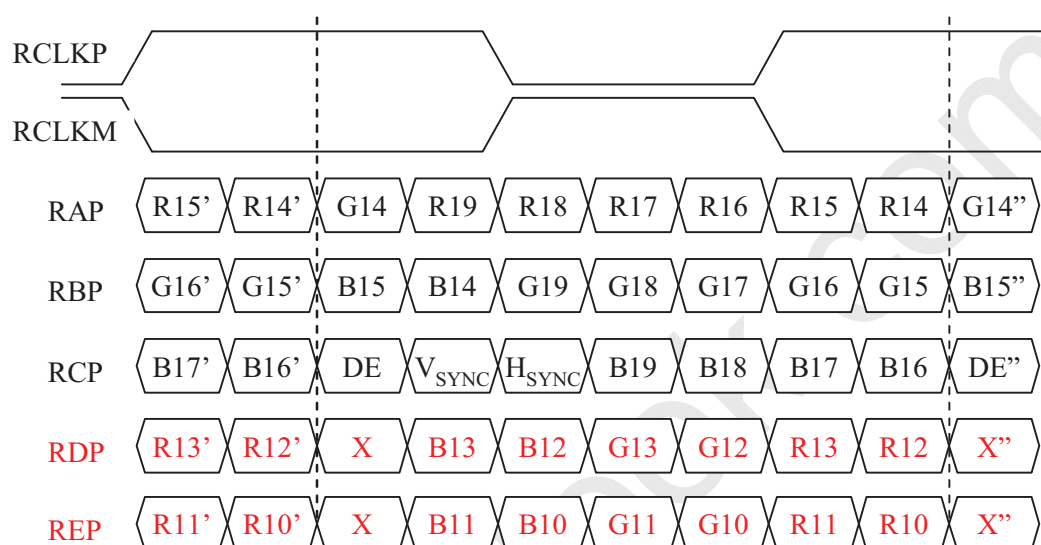 RCLKP
RCLKM
RAP R15’ R14’ G14 R19 R18 R17 R16 R15 R14 G14”
RBP G16’ G15’ B15 B14 G19 G18 G17 G16 G15 B15”
RCP B17’ B16’ DE VSYNC HSYNC B19 B18 B17 B16 DE”
RDP R13’ R12’ X B13 B12 G13 G12 R13 R12 X”
REP R11’ R10’ X B11 B10 G11 G10 R11 R10 X”